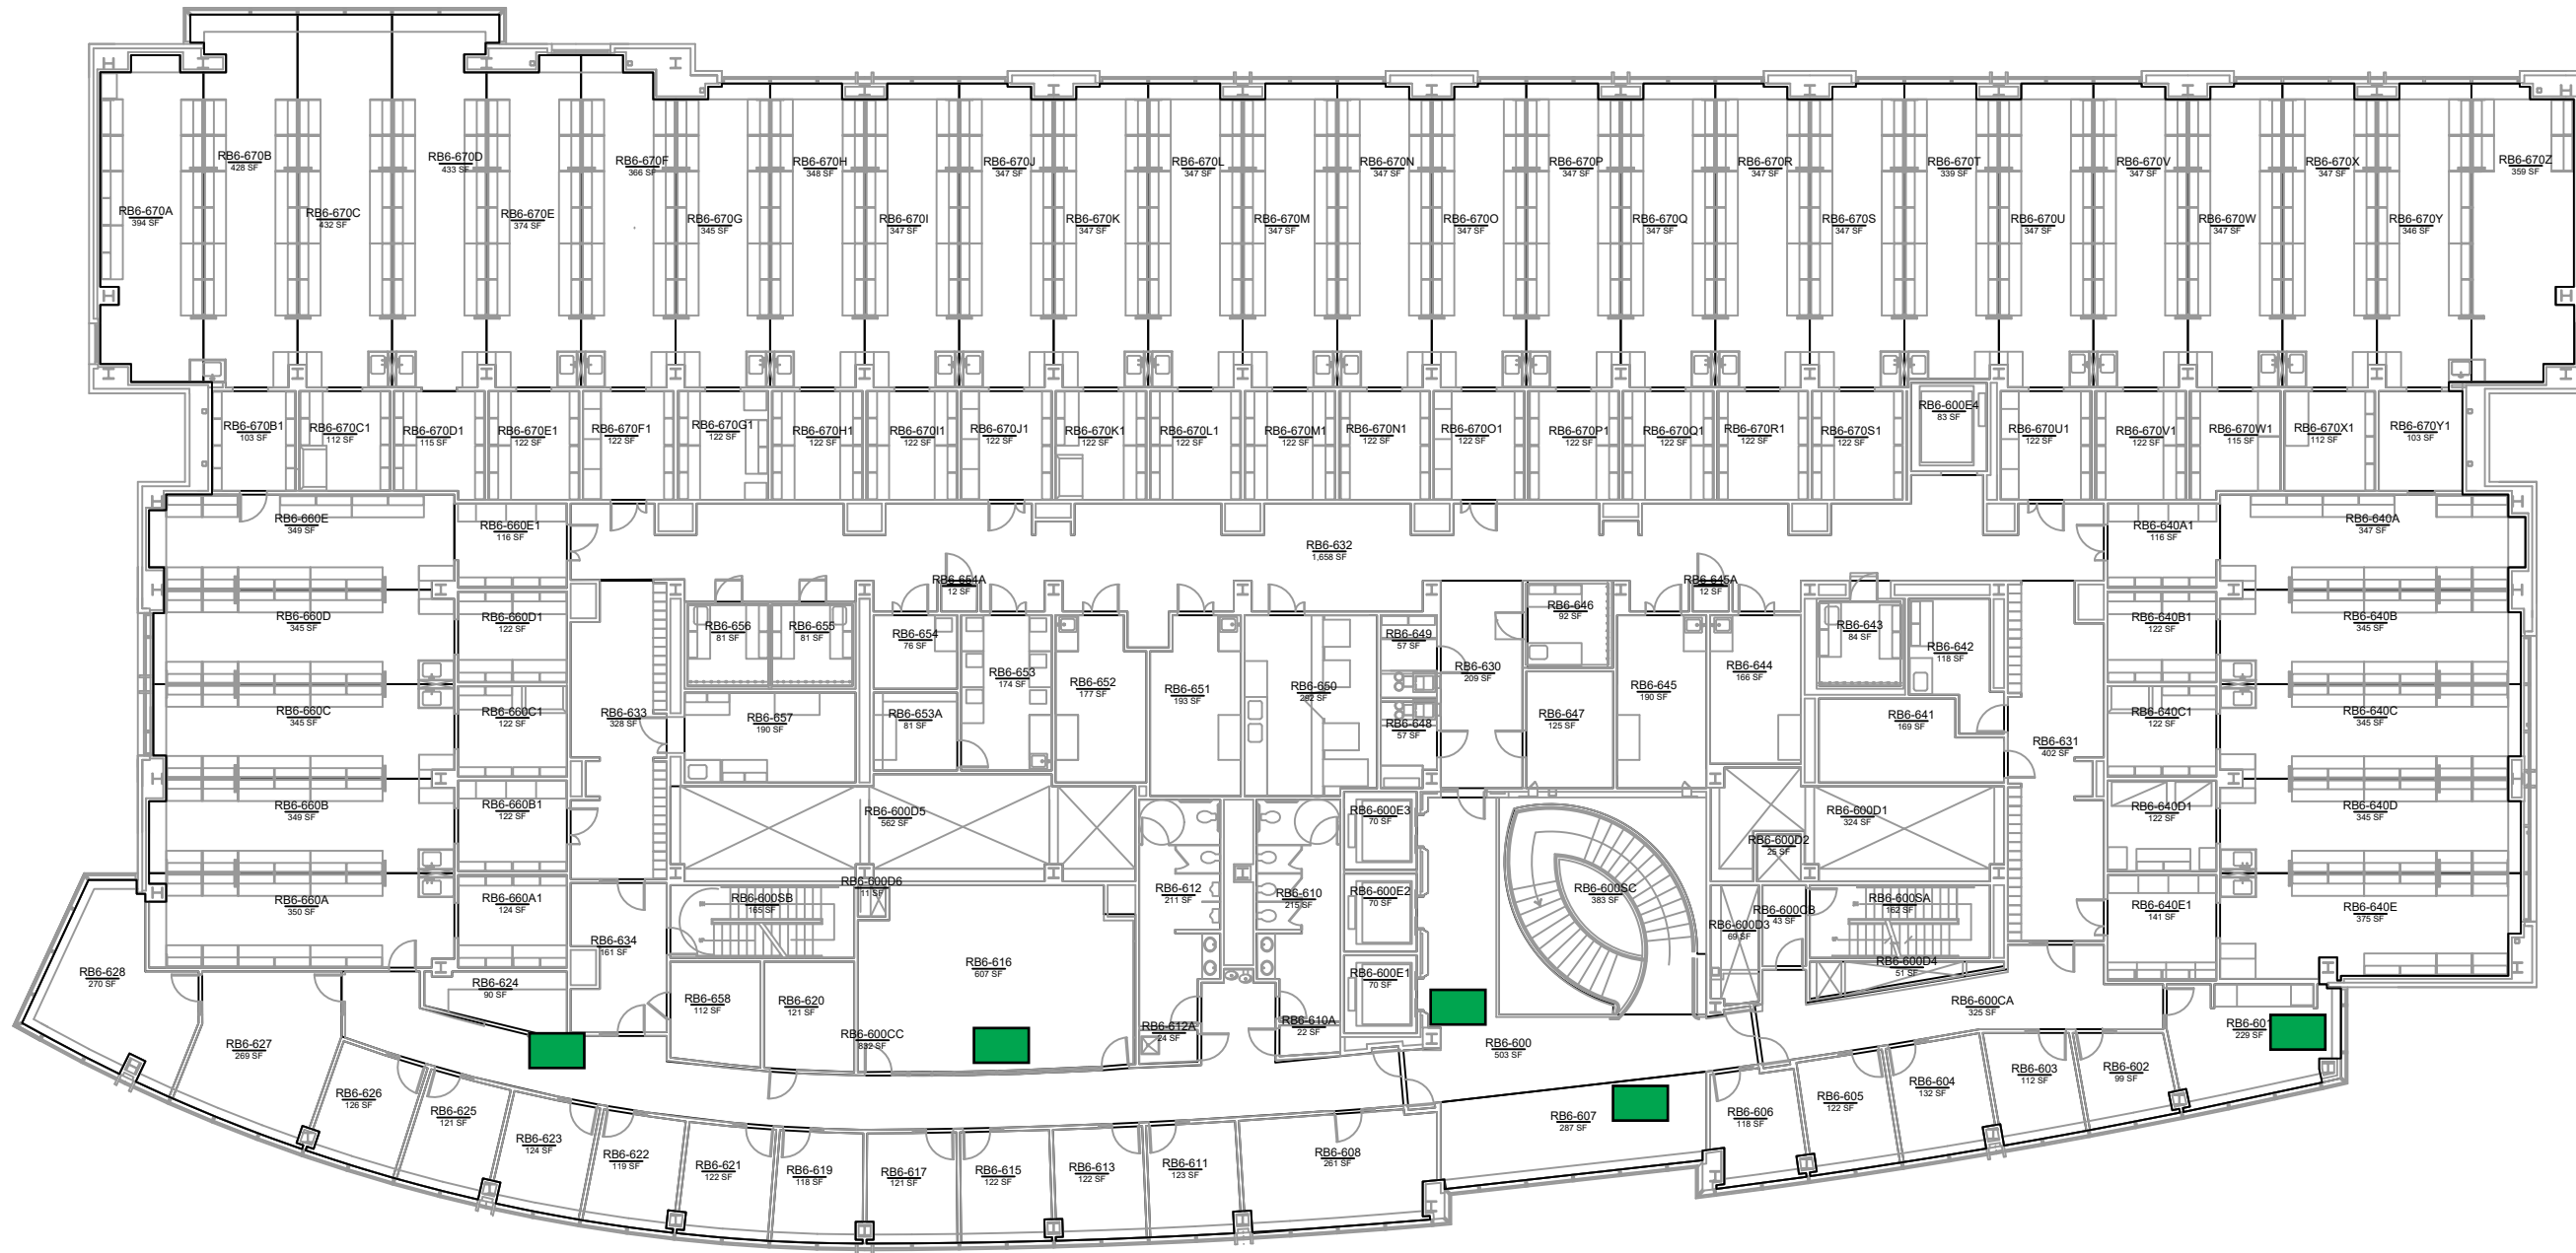 RB6-670A
394 SF
RB6-670B
428 SF
RB6-670C
432 SF
RB6-670D
433 SF
RB6-670E
374 SF
RB6-670F
366 SF
RB6-670G
345 SF
RB6-670H
348 SF
RB6-670I
347 SF
RB6-670J
347 SF
RB6-670K
347 SF
RB6-670L
347 SF
RB6-670M
347 SF
RB6-670N
347 SF
RB6-670O
347 SF
RB6-670P
347 SF
RB6-670Q
347 SF
RB6-670R
347 SF
RB6-670S
347 SF
RB6-670T
339 SF
RB6-670U
347 SF
RB6-670V
347 SF
RB6-670W
347 SF
RB6-670X
347 SF
RB6-670Y
346 SF
RB6-670Z
359 SF
RB6-670B1
103 SF
RB6-670C1
112 SF
RB6-670D1
115 SF
RB6-670E1
122 SF
RB6-670F1
122 SF
RB6-670G1
122 SF
RB6-670H1
122 SF
RB6-670I1
122 SF
RB6-670J1
122 SF
RB6-670K1
122 SF
RB6-670L1
122 SF
RB6-670M1
122 SF
RB6-670N1
122 SF
RB6-670O1
122 SF
RB6-670P1
122 SF
RB6-670Q1
122 SF
RB6-670R1
122 SF
RB6-670S1
122 SF
RB6-600E4
83 SF
RB6-670U1
122 SF
RB6-670V1
122 SF
RB6-670W1
115 SF
RB6-670X1
112 SF
RB6-670Y1
103 SF
RB6-660E
349 SF
RB6-660E1
116 SF
RB6-632
1,658 SF
RB6-640A1
116 SF
RB6-640A
347 SF
RB6-654A
12 SF
RB6-645A
12 SF
RB6-660D
345 SF
RB6-660D1
122 SF
RB6-656
81 SF
RB6-655
81 SF
RB6-654
76 SF
RB6-649
57 SF
RB6-646
92 SF
RB6-643
84 SF
RB6-642
118 SF
RB6-640B1
122 SF
RB6-640B
345 SF
RB6-653
174 SF
RB6-652
177 SF
RB6-651
193 SF
RB6-650
292 SF
RB6-630
209 SF
RB6-645
190 SF
RB6-644
166 SF
RB6-660C
345 SF
RB6-660C1
122 SF
RB6-633
328 SF
RB6-657
190 SF
RB6-653A
81 SF
RB6-648
57 SF
RB6-647
125 SF
RB6-641
169 SF
RB6-631
402 SF
RB6-640C1
122 SF
RB6-640C
345 SF
RB6-660B
349 SF
RB6-660B1
122 SF
RB6-600D5
562 SF
RB6-600E3
70 SF
RB6-600D1
324 SF
RB6-600D2
25 SF
RB6-640D1
122 SF
RB6-640D
345 SF
RB6-660A
350 SF
RB6-660A1
124 SF
RB6-600SB
165 SF
RB6-600D6
11 SF
RB6-612
211 SF
RB6-610
215 SF
RB6-600E2
70 SF
RB6-600SC
383 SF
RB6-600D3
69 SF
RB6-600CB
43 SF
RB6-600SA
162 SF
RB6-640E1
141 SF
RB6-640E
375 SF
RB6-628
270 SF
RB6-624
90 SF
RB6-634
161 SF
RB6-616
607 SF
RB6-600E1
70 SF
RB6-600D4
51 SF
RB6-658
112 SF
RB6-620
121 SF
RB6-600CC
832 SF
RB6-612A
24 SF
RB6-610A
22 SF
RB6-600
503 SF
RB6-600CA
325 SF
RB6-601
229 SF
RB6-627
269 SF
RB6-626
126 SF
RB6-625
121 SF
RB6-623
124 SF
RB6-622
119 SF
RB6-621
122 SF
RB6-619
118 SF
RB6-617
121 SF
RB6-615
122 SF
RB6-613
122 SF
RB6-611
123 SF
RB6-608
261 SF
RB6-607
287 SF
RB6-606
118 SF
RB6-605
122 SF
RB6-604
132 SF
RB6-603
112 SF
RB6-602
99 SF